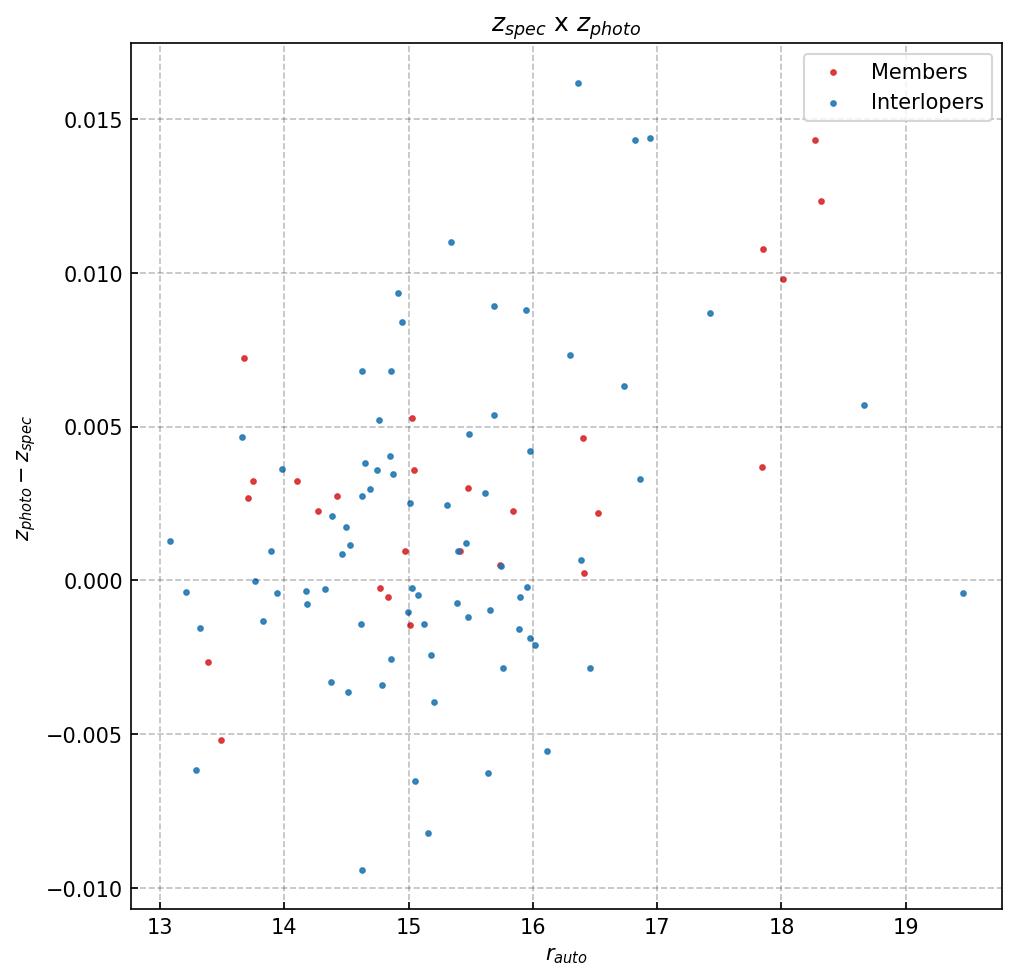 z_spec x z_photo
Members
Interlopers
z_photo − z_spec
0.015
0.010
0.005
0.000
−0.005
−0.010
13 14 15 16 17 18 19
r_auto